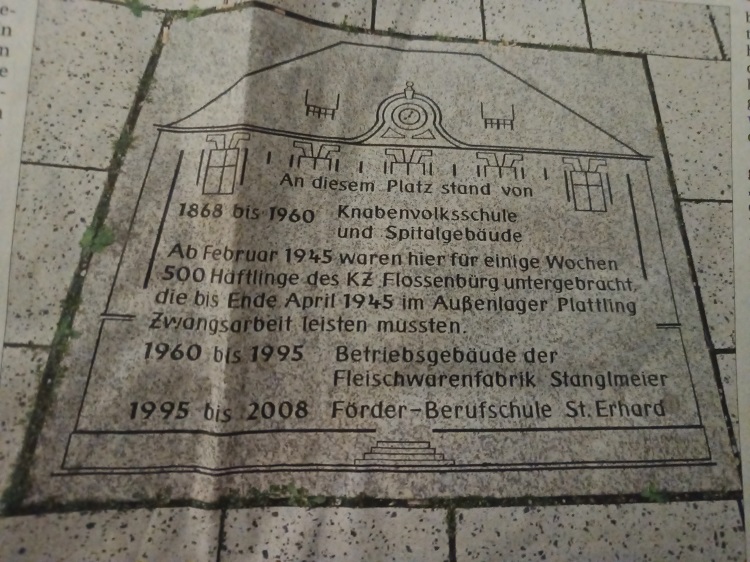 An diesem Platz stand von
1868 bis 1960 Knabenvolksschule
und Spitalgebäude
Ab Februar 1945 waren hier für einige Wochen
500 Häftlinge des KZ Flossenbürg untergebracht,
die bis Ende April 1945 im Außenlager Plattling
Zwangsarbeit leisten mussten.
1960 bis 1995 Betriebsgebäude der
Fleischwarenfabrik Stanglmeier
1995 bis 2008 Förder-Berufschule St. Erhard